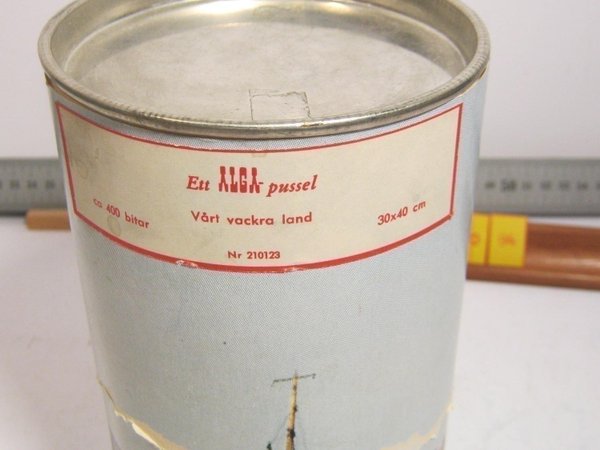 Ett ALGA-pussel
ca 400 bitar Vårt vackra land 30x40 cm
Nr 210123